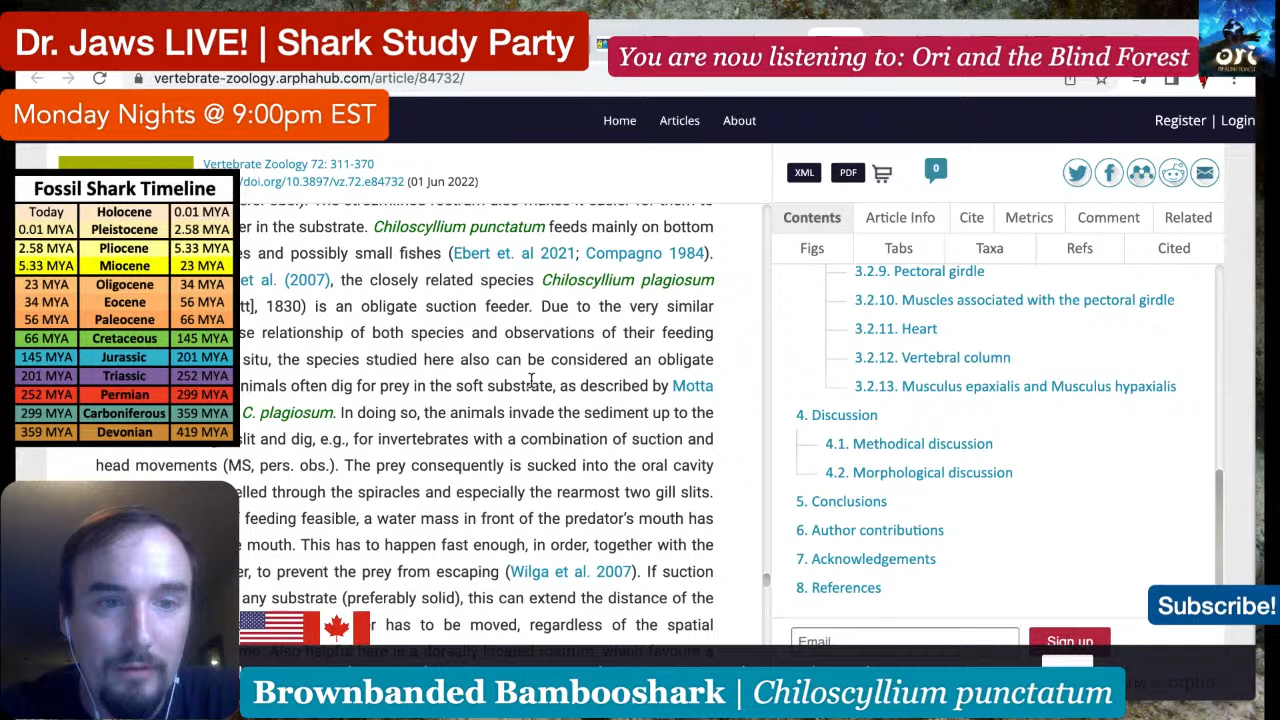 Dr. Jaws LIVE! | Shark Study Party
You are now listening to: Ori and the Blind Forest
ori
vertebrate-zoology.arphahub.com/article/84732/
Monday Nights @ 9:00pm EST
Home Articles About
Register | Login
Vertebrate Zoology 72: 311-370
/doi.org/10.3897/vz.72.e84732 (01 Jun 2022)
XML PDF 0
Fossil Shark Timeline
Today Holocene 0.01 MYA
0.01 MYA Pleistocene 2.58 MYA
2.58 MYA Pliocene 5.33 MYA
5.33 MYA Miocene 23 MYA
23 MYA Oligocene 34 MYA
34 MYA Eocene 56 MYA
56 MYA Paleocene 66 MYA
66 MYA Cretaceous 145 MYA
145 MYA Jurassic 201 MYA
201 MYA Triassic 252 MYA
252 MYA Permian 299 MYA
299 MYA Carboniferous 359 MYA
359 MYA Devonian 419 MYA
er in the substrate. Chiloscyllium punctatum feeds mainly on bottom
s and possibly small fishes (Ebert et. al 2021; Compagno 1984).
et al. (2007), the closely related species Chiloscyllium plagiosum
tt], 1830) is an obligate suction feeder. Due to the very similar
se relationship of both species and observations of their feeding
situ, the species studied here also can be considered an obligate
nimals often dig for prey in the soft substrate, as described by Motta
C. plagiosum. In doing so, the animals invade the sediment up to the
slit and dig, e.g., for invertebrates with a combination of suction and
head movements (MS, pers. obs.). The prey consequently is sucked into the oral cavity
elled through the spiracles and especially the rearmost two gill slits.
f feeding feasible, a water mass in front of the predator's mouth has
e mouth. This has to happen fast enough, in order, together with the
er, to prevent the prey from escaping (Wilga et al. 2007). If suction
any substrate (preferably solid), this can extend the distance of the
r has to be moved, regardless of the spatial
Also helpful here is a dorsally located rostrum, which favours a
Contents Article Info Cite Metrics Comment Related
Figs Tabs Taxa Refs Cited
3.2.9. Pectoral girdle
3.2.10. Muscles associated with the pectoral girdle
3.2.11. Heart
3.2.12. Vertebral column
3.2.13. Musculus epaxialis and Musculus hypaxialis
4. Discussion
4.1. Methodical discussion
4.2. Morphological discussion
5. Conclusions
6. Author contributions
7. Acknowledgements
8. References
Subscribe!
Email
Sign up
Brownbanded Bambooshark | Chiloscyllium punctatum